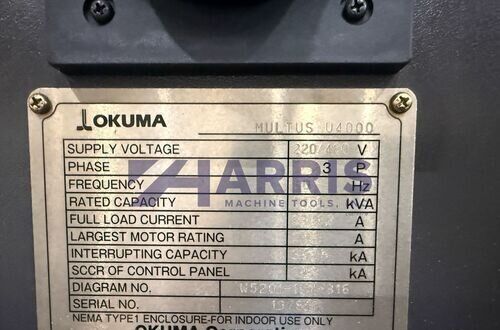 OKUMA
MULTUS U4000
SUPPLY VOLTAGE V
PHASE 3 P
FREQUENCY Hz
RATED CAPACITY kVA
FULL LOAD CURRENT A
LARGEST MOTOR RATING A
INTERRUPTING CAPACITY kA
SCCR OF CONTROL PANEL kA
DIAGRAM NO.
SERIAL NO.
NEMA TYPE1 ENCLOSURE-FOR INDOOR USE ONLY
OKUMA Corporation
HARRIS
MACHINE TOOLS